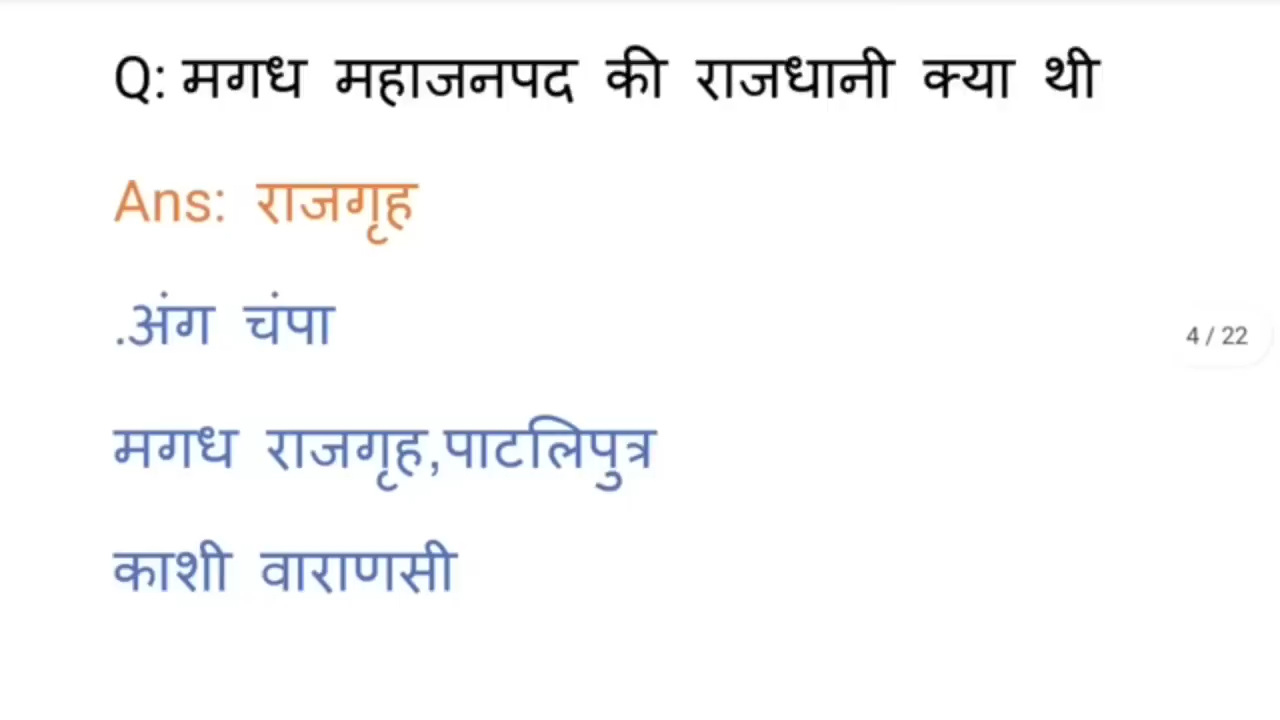 Q: मगध महाजनपद की राजधानी क्या थी
Ans: राजगृह
.अंग चंपा
4 / 22
मगध राजगृह,पाटलिपुत्र
काशी वाराणसी